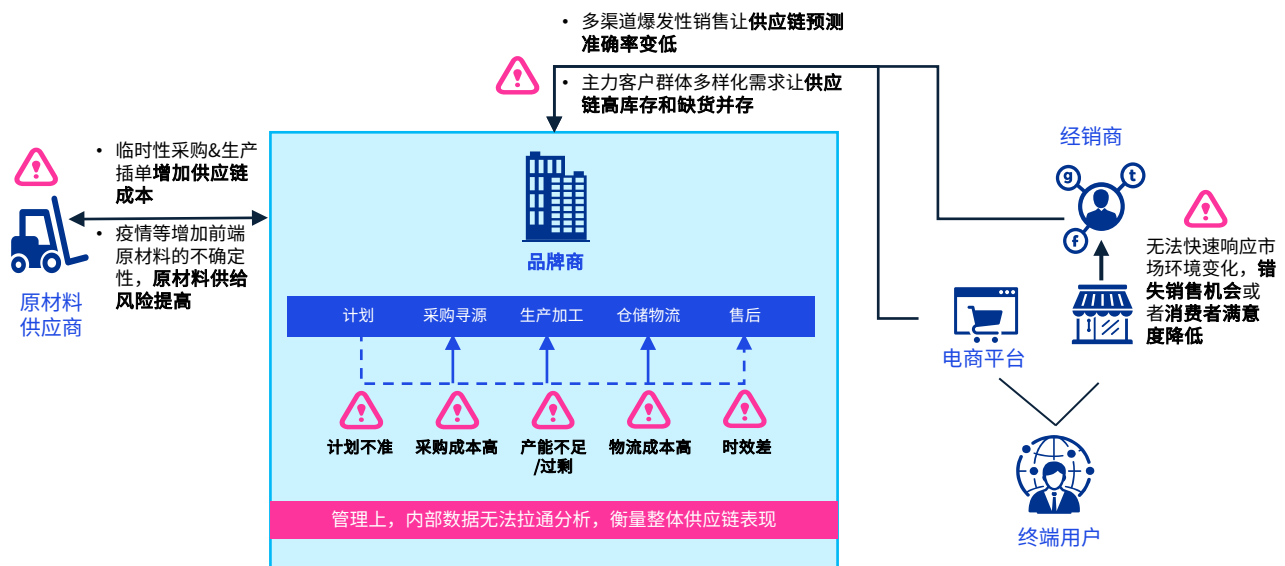 • 多渠道爆发性销售让供应链预测
准确率变低
• 主力客户群体多样化需求让供应
链高库存和缺货并存
• 临时性采购&生产
插单增加供应链
成本
• 疫情等增加前端
原材料的不确定
性，原材料供给
风险提高
原材料
供应商
品牌商
计划 采购寻源 生产加工 仓储物流 售后
计划不准 采购成本高 产能不足 物流成本高 时效差
/过剩
管理上，内部数据无法拉通分析，衡量整体供应链表现
经销商
g t
f
无法快速响应市
场环境变化，错
失销售机会或
者消费者满意
度降低
电商平台
终端用户